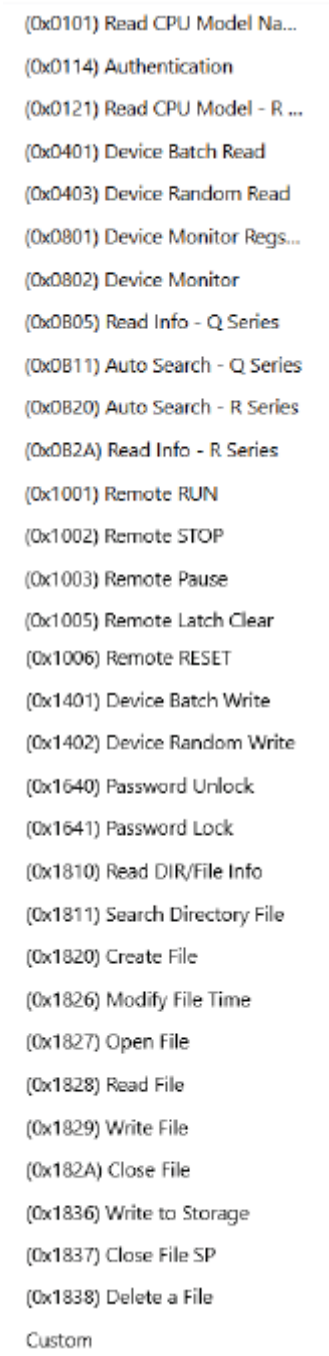 (0x0101) Read CPU Model Na...
(0x0114) Authentication
(0x0121) Read CPU Model - R ...
(0x0401) Device Batch Read
(0x0403) Device Random Read
(0x0801) Device Monitor Regs...
(0x0802) Device Monitor
(0x0B05) Read Info - Q Series
(0x0B11) Auto Search - Q Series
(0x0B20) Auto Search - R Series
(0x0B2A) Read Info - R Series
(0x1001) Remote RUN
(0x1002) Remote STOP
(0x1003) Remote Pause
(0x1005) Remote Latch Clear
(0x1006) Remote RESET
(0x1401) Device Batch Write
(0x1402) Device Random Write
(0x1640) Password Unlock
(0x1641) Password Lock
(0x1810) Read DIR/File Info
(0x1811) Search Directory File
(0x1820) Create File
(0x1826) Modify File Time
(0x1827) Open File
(0x1828) Read File
(0x1829) Write File
(0x182A) Close File
(0x1836) Write to Storage
(0x1837) Close File SP
(0x1838) Delete a File
Custom